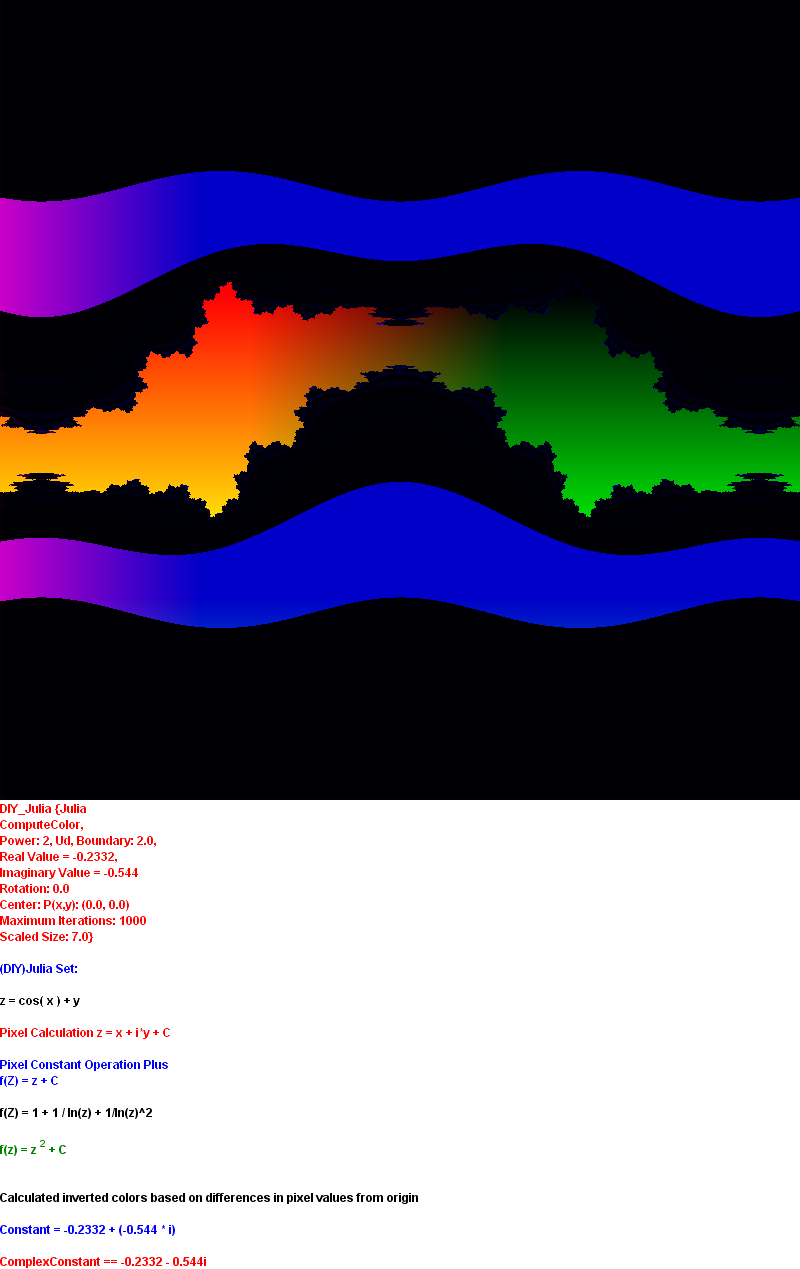 DIY_Julia {Julia
ComputeColor,
Power: 2, Ud, Boundary: 2.0,
Real Value = -0.2332,
Imaginary Value = -0.544
Rotation: 0.0
Center: P(x,y): (0.0, 0.0)
Maximum Iterations: 1000
Scaled Size: 7.0}
(DIY)Julia Set:
z = cos( x ) + y
Pixel Calculation z = x + i*y + C
Pixel Constant Operation Plus
f(Z) = z + C
f(Z) = 1 + 1 / ln(z) + 1/ln(z)^2
f(z) = z 2 + C
Calculated inverted colors based on differences in pixel values from origin
Constant = -0.2332 + (-0.544 * i)
ComplexConstant == -0.2332 - 0.544i